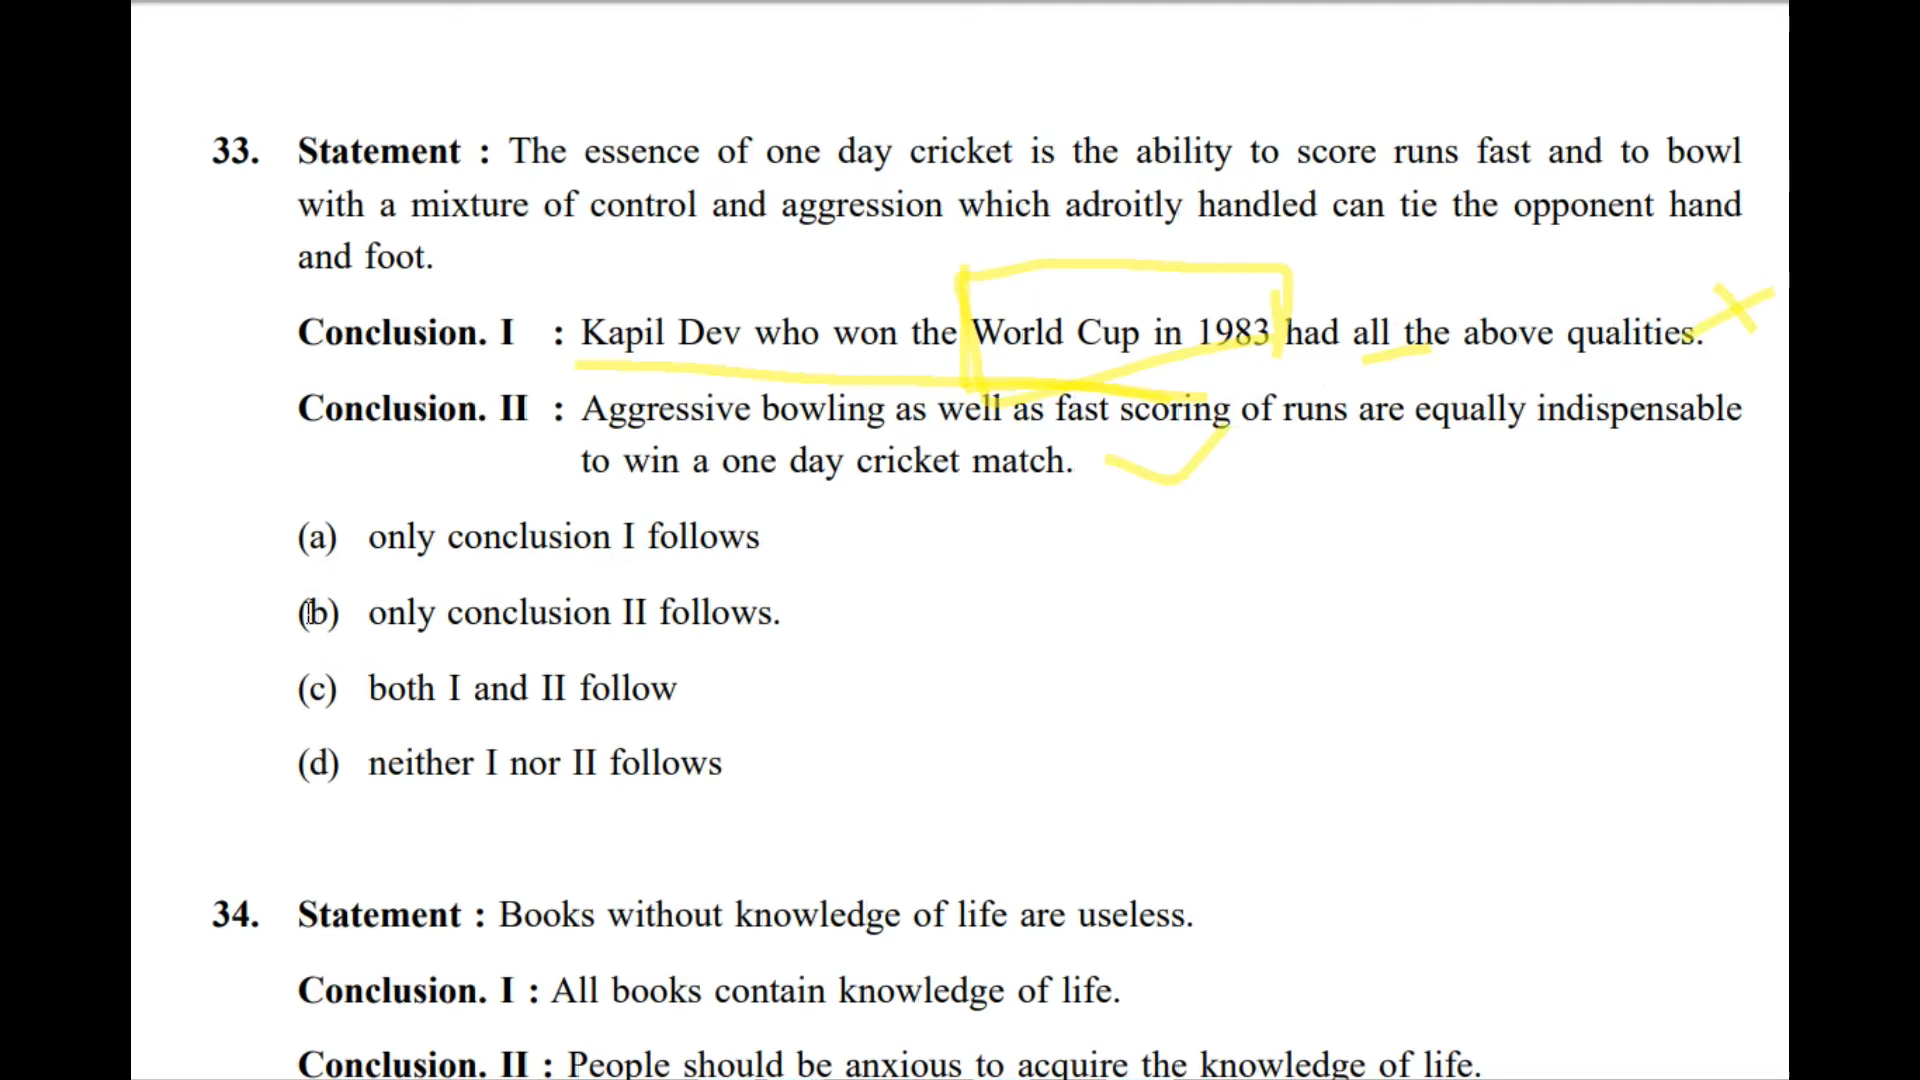 33. Statement : The essence of one day cricket is the ability to score runs fast and to bowl
with a mixture of control and aggression which adroitly handled can tie the opponent hand
and foot.
Conclusion. I : Kapil Dev who won the World Cup in 1983 had all the above qualities.
Conclusion. II : Aggressive bowling as well as fast scoring of runs are equally indispensable
to win a one day cricket match.
(a) only conclusion I follows
(b) only conclusion II follows.
(c) both I and II follow
(d) neither I nor II follows
34. Statement : Books without knowledge of life are useless.
Conclusion. I : All books contain knowledge of life.
Conclusion. II : People should be anxious to acquire the knowledge of life.